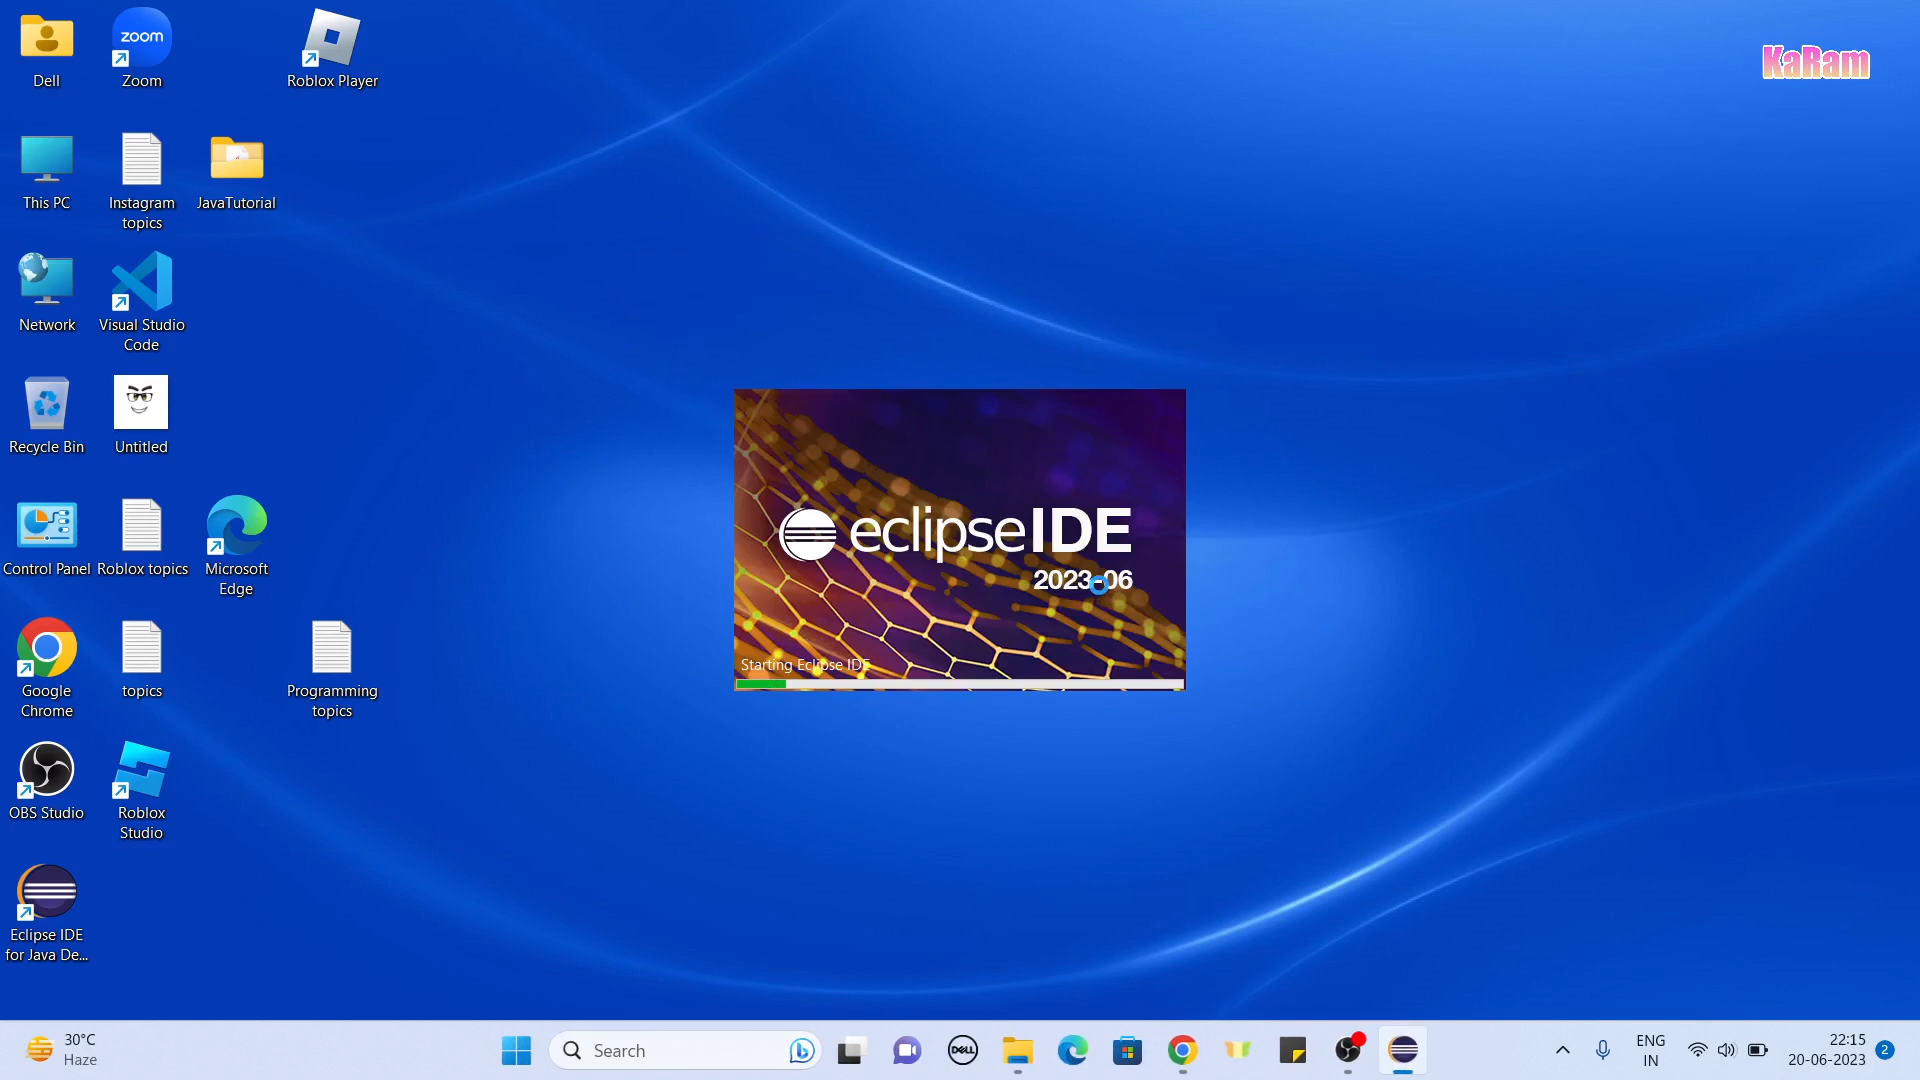 Dell
zoom
Zoom
Roblox Player
KaRam
This PC
Instagram
topics
JavaTutorial
Network
Visual Studio
Code
Recycle Bin
Untitled
Control Panel
Roblox topics
Microsoft
Edge
eclipseIDE
2023-06
Starting Eclipse IDE
Google
Chrome
topics
Programming
topics
OBS Studio
Roblox
Studio
Eclipse IDE
for Java De...
30°C
Haze
Search
DELL
ENG
IN
22:15
20-06-2023
2